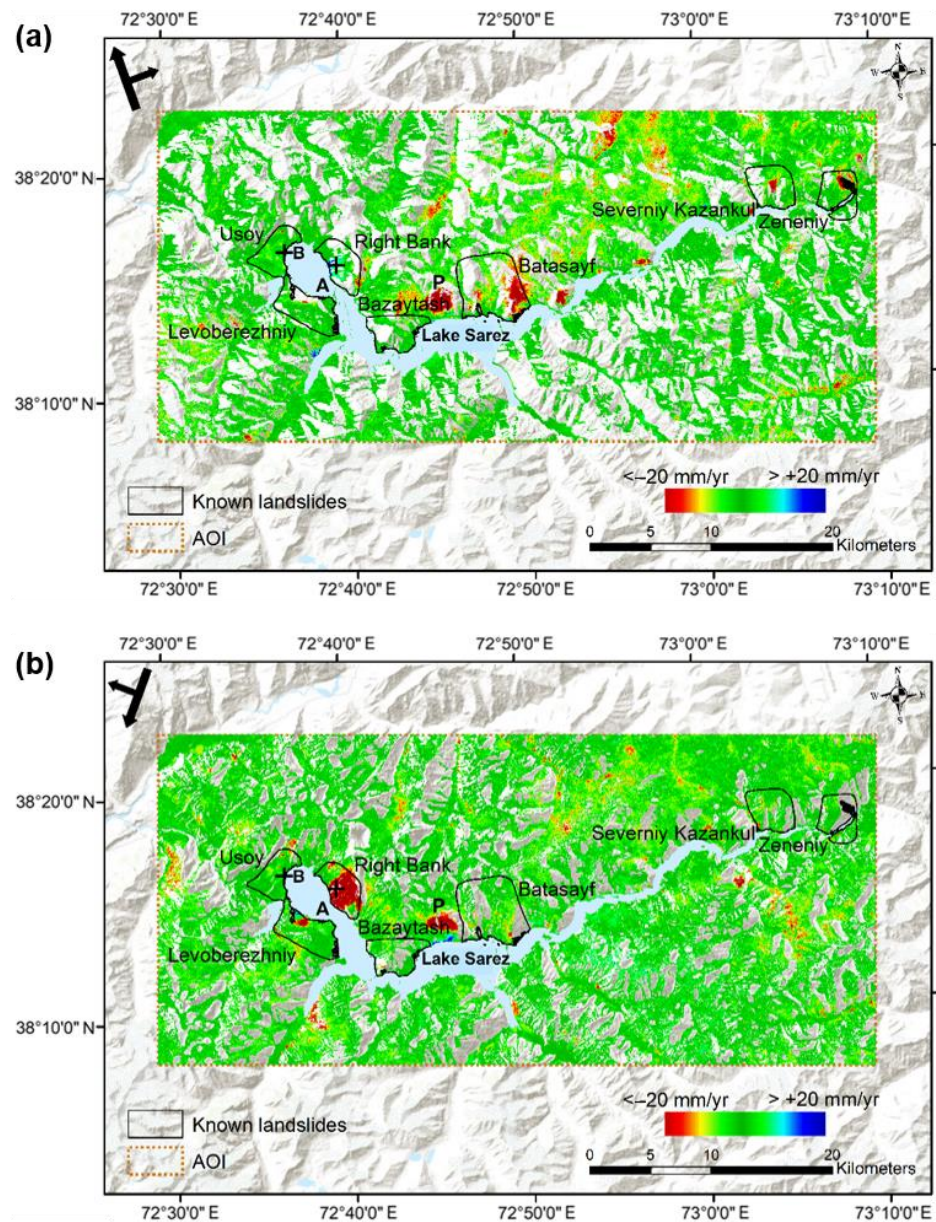 (a)
72°30'0" E 72°40'0" E 72°50'0" E 73°0'0" E 73°10'0" E
N
W E
S
38°20'0" N
Severniy Kazankul
Zeneniy
Usoy
B
Right Bank
Batasayf
A
P
Bazaytash
Levoberezhniy
Lake Sarez
38°10'0" N
<–20 mm/yr > +20 mm/yr
Known landslides
AOI
0 5 10 20
Kilometers
72°30'0" E 72°40'0" E 72°50'0" E 73°0'0" E 73°10'0" E
(b)
72°30'0" E 72°40'0" E 72°50'0" E 73°0'0" E 73°10'0" E
N
W E
S
38°20'0" N
Severniy Kazankul
Zeneniy
Usoy
B
Right Bank
Batasayf
A
P
Bazaytash
Levoberezhniy
Lake Sarez
38°10'0" N
<–20 mm/yr > +20 mm/yr
Known landslides
AOI
0 5 10 20
Kilometers
72°30'0" E 72°40'0" E 72°50'0" E 73°0'0" E 73°10'0" E